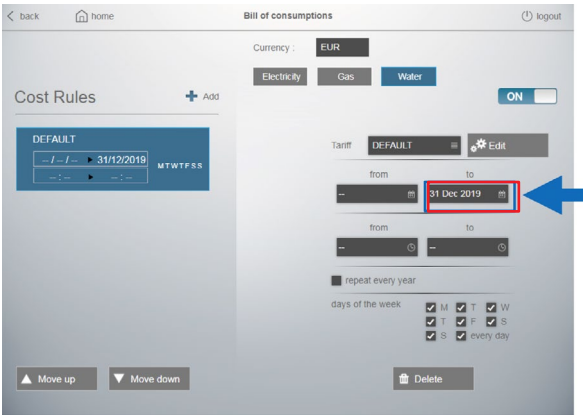 back home Bill of consumptions logout
Currency : EUR
Electricity Gas Water
Cost Rules Add
ON
DEFAULT
-- / -- / -- 31/12/2019 MTWTFSS
-- : -- -- : --
Tariff DEFAULT Edit
from to
-- 31 Dec 2019
from to
-- --
repeat every year
days of the week M T W
T F S
S every day
Move up Move down Delete